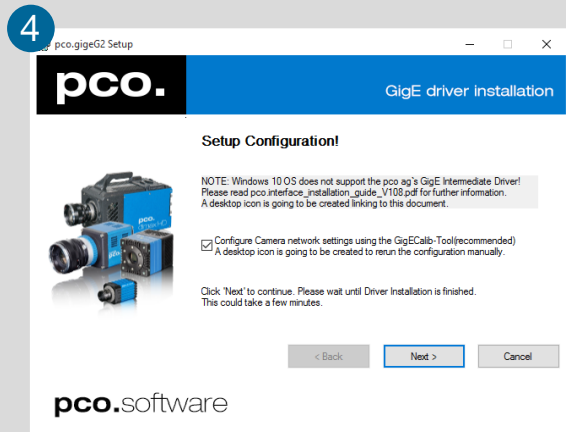 4
pco.gigeG2 Setup
pco.
GigE driver installation
Setup Configuration!
NOTE: Windows 10 OS does not support the pco ag`s GigE Intermediate Driver!
Please read pco.interface_installation_guide_V108.pdf for further information.
A desktop icon is going to be created linking to this document.
Configure Camera network settings using the GigECalib-Tool(recommended)
A desktop icon is going to be created to rerun the configuration manually.
Click 'Next' to continue. Please wait until Driver Installation is finished.
This could take a few minutes.
pco.
< Back
Next >
Cancel
pco.software